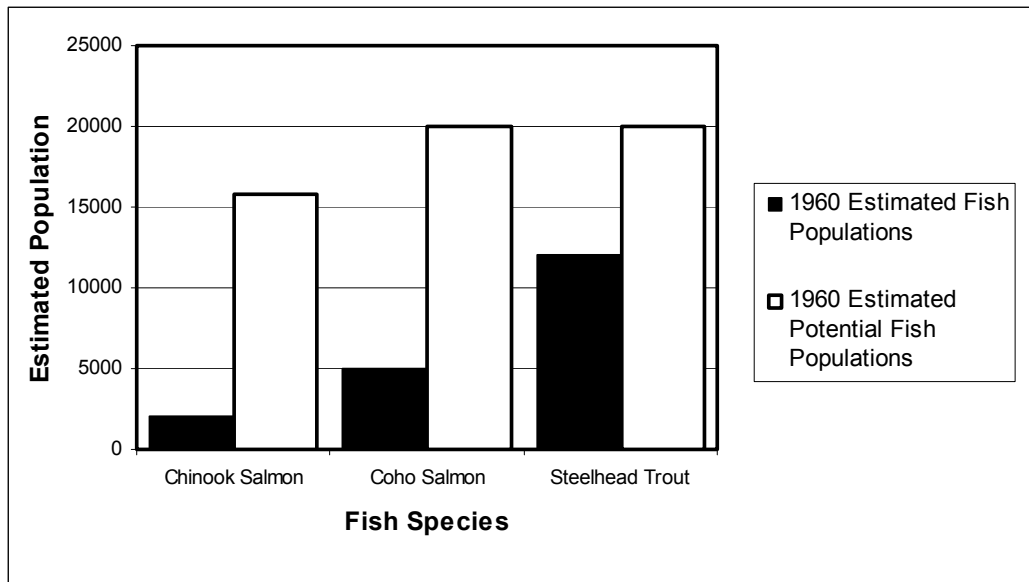 25000
20000
15000
10000
5000
0
Estimated Population
Chinook Salmon
Coho Salmon
Steelhead Trout
Fish Species
1960 Estimated Fish
Populations
1960 Estimated
Potential Fish
Populations